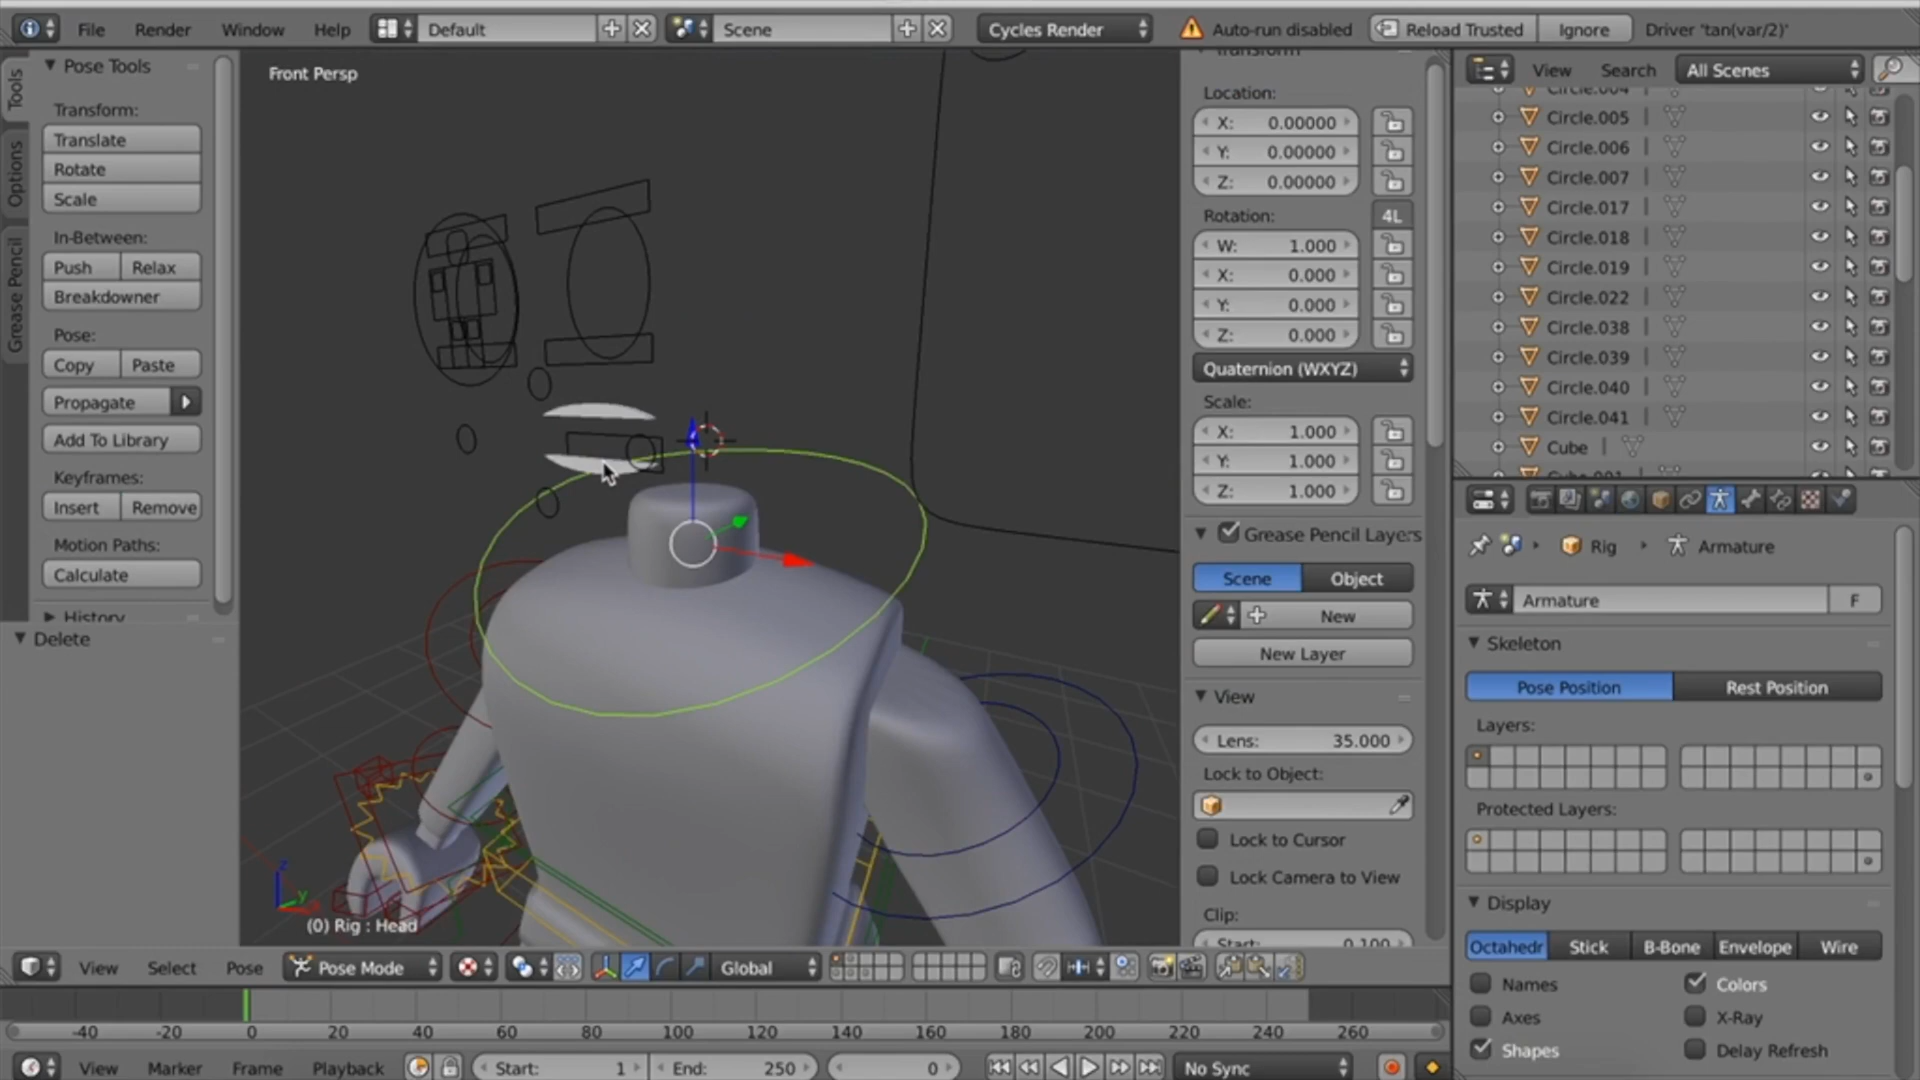 File Render Window Help Default Scene Cycles Render Auto-run disabled Reload Trusted Ignore Driver 'tan(var/2)'
Tools
Options
Grease Pencil
Pose Tools
Transform:
Translate
Rotate
Scale
In-Between:
Push Relax
Breakdowner
Pose:
Copy Paste
Propagate
Add To Library
Keyframes:
Insert Remove
Motion Paths:
Calculate
History
Delete
Front Persp
z
y
(0) Rig : Head
Transform
Location:
X: 0.00000
Y: 0.00000
Z: 0.00000
Rotation: 4L
W: 1.000
X: 0.000
Y: 0.000
Z: 0.000
Quaternion (WXYZ)
Scale:
X: 1.000
Y: 1.000
Z: 1.000
Grease Pencil Layers
Scene Object
New
New Layer
View
Lens: 35.000
Lock to Object:
Lock to Cursor
Lock Camera to View
Clip:
Start: 0.100
View Search All Scenes
Circle.004
Circle.005
Circle.006
Circle.007
Circle.017
Circle.018
Circle.019
Circle.022
Circle.038
Circle.039
Circle.040
Circle.041
Cube
Cube.001
Rig Armature
Armature F
Skeleton
Pose Position Rest Position
Layers:
Protected Layers:
Display
Octahedr Stick B-Bone Envelope Wire
Names Colors
Axes X-Ray
Shapes Delay Refresh
View Select Pose Pose Mode Global
-40 -20 0 20 40 60 80 100 120 140 160 180 200 220 240 260
View Marker Frame Playback Start: 1 End: 250 0 No Sync